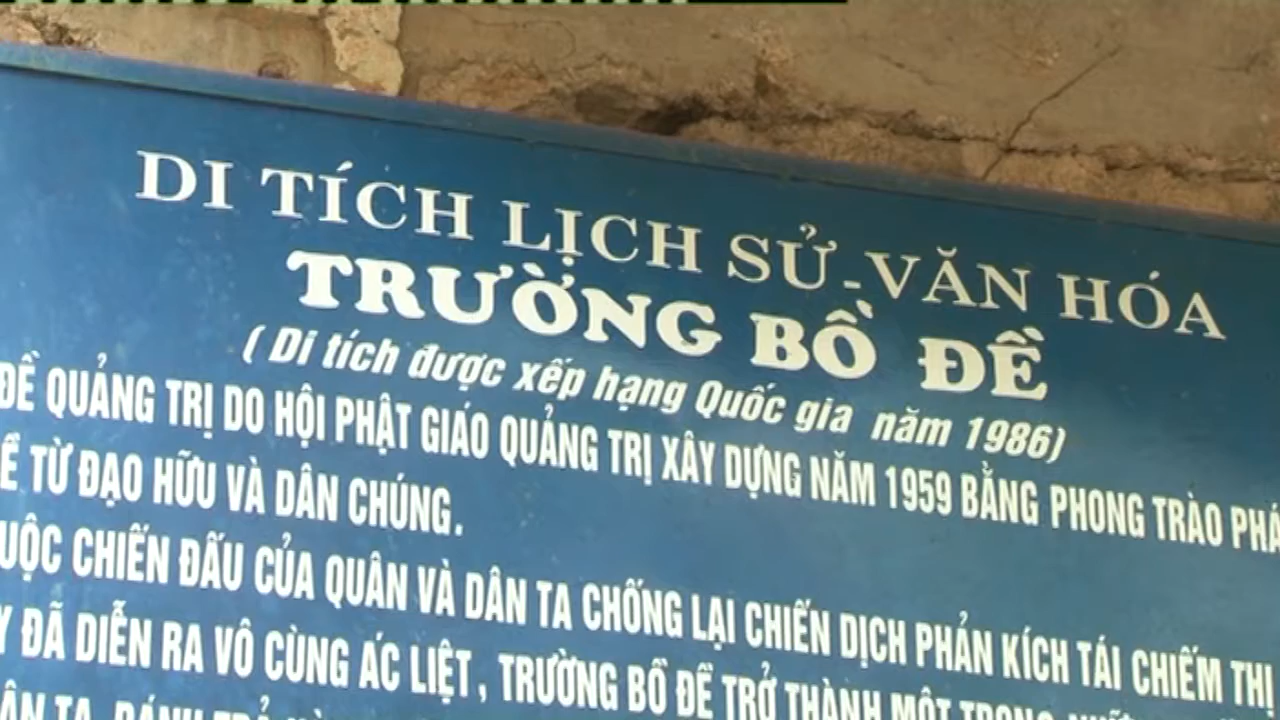 DI TÍCH LỊCH SỬ-VĂN HÓA
TRƯỜNG BỒ ĐỀ
( Di tích được xếp hạng Quốc gia năm 1986)
ĐỀ QUẢNG TRỊ DO HỘI PHẬT GIÁO QUẢNG TRỊ XÂY DỰNG NĂM 1959 BẰNG PHONG TRÀO
TỪ ĐẠO HỮU VÀ DÂN CHÚNG.
CHIẾN ĐẤU CỦA QUÂN VÀ DÂN TA CHỐNG LẠI CHIẾN DỊCH PHẢN KÍCH TÁI CHIẾM THỊ
ĐÃ DIỄN RA VÔ CÙNG ÁC LIỆT, TRƯỜNG BỒ ĐỀ TRỞ THÀNH MỘT TRONG